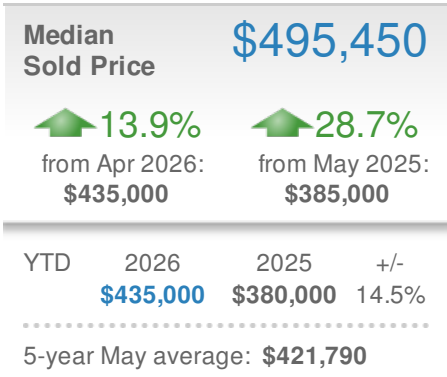 Median $495,450
Sold Price
13.9% 28.7%
from Apr 2026: from May 2025:
$435,000 $385,000
YTD 2026 2025 +/-
$435,000 $380,000 14.5%
5-year May average: $421,790